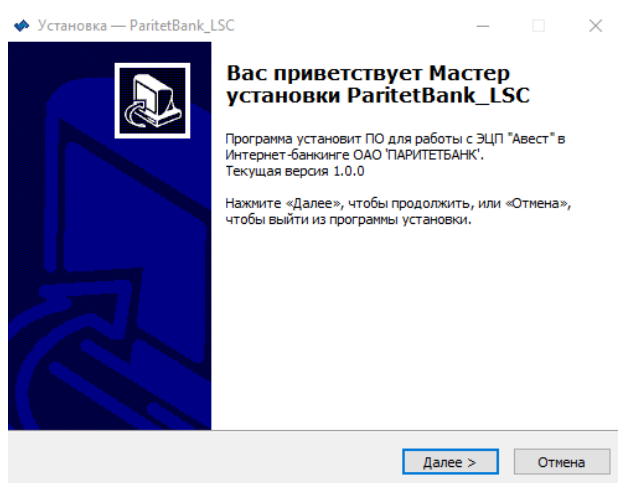 Установка — ParitetBank_LSC
Вас приветствует Мастер
установки ParitetBank_LSC
Программа установит ПО для работы с ЭЦП "Авест" в
Интернет-банкинге ОАО 'ПАРИТЕТБАНК'.
Текущая версия 1.0.0
Нажмите «Далее», чтобы продолжить, или «Отмена»,
чтобы выйти из программы установки.
Далее >
Отмена